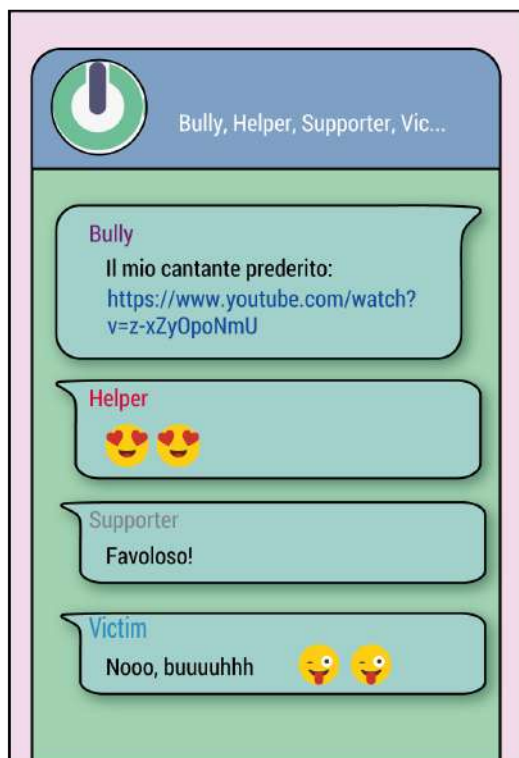 Bully, Helper, Supporter, Vic...
Bully
Il mio cantante prederito:
https://www.youtube.com/watch?
v=z-xZyOpoNmU
Helper
Supporter
Favoloso!
Victim
Nooo, buuuuhhh